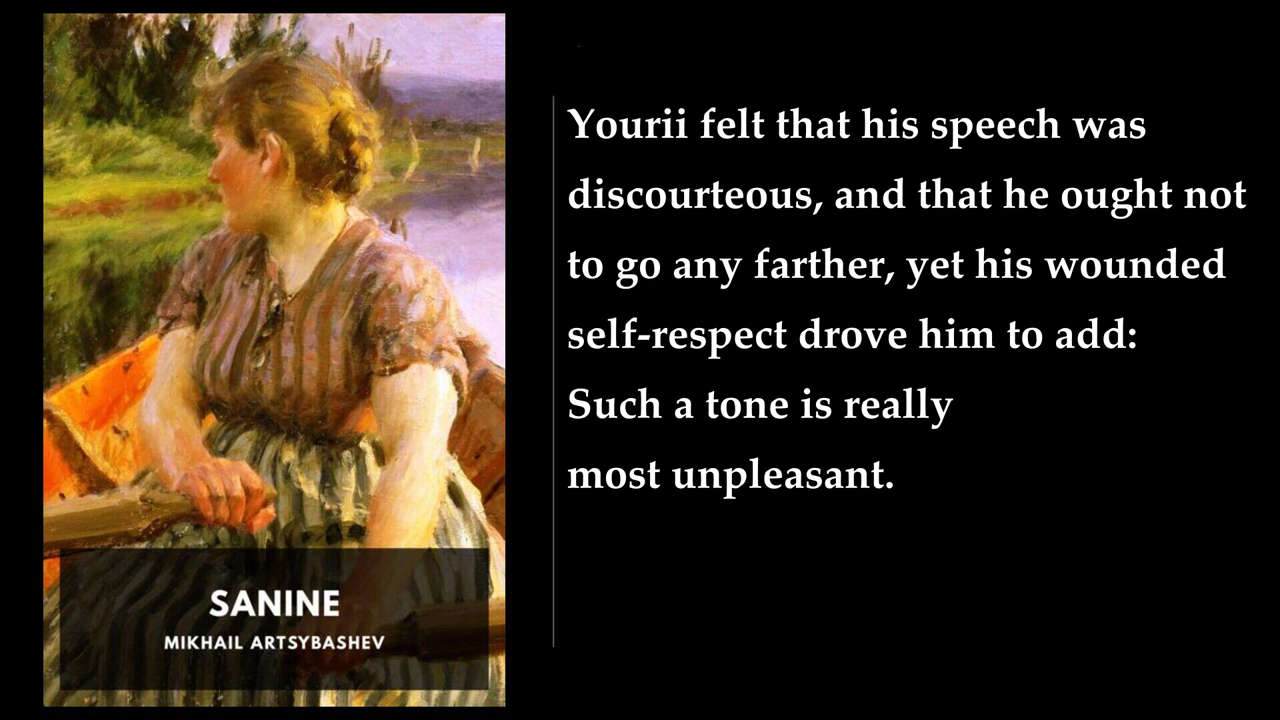 Yourii felt that his speech was
discourteous, and that he ought not
to go any farther, yet his wounded
self-respect drove him to add:
Such a tone is really
most unpleasant.
SANINE
MIKHAIL ARTSYBASHEV